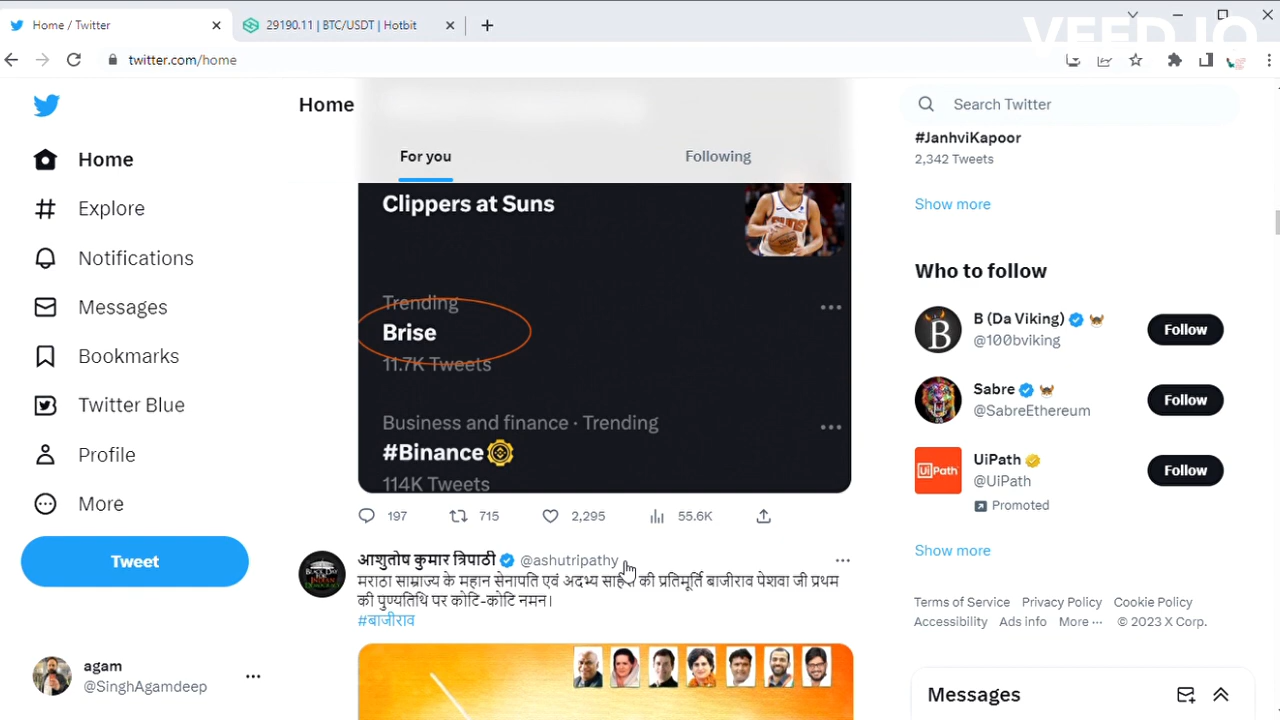 Home / Twitter
29190.11 | BTC/USDT | Hotbit
VEED.IO
twitter.com/home
Home
Explore
Notifications
Messages
Bookmarks
Twitter Blue
Profile
More
Tweet
agam
@SinghAgamdeep
Home
For you
Following
Clippers at Suns
SUNS
Trending
Brise
11.7K Tweets
Business and finance · Trending
#Binance
114K Tweets
197
715
2,295
55.6K
आशुतोष कुमार त्रिपाठी @ashutripathy
मराठा साम्राज्य के महान सेनापति एवं अदभ्य साहस की प्रतिमूर्ति बाजीराव पेशवा जी प्रथम
की पुण्यतिथि पर कोटि-कोटि नमन।
#बाजीराव
Search Twitter
#JanhviKapoor
2,342 Tweets
Show more
Who to follow
B (Da Viking)
@100bviking
Follow
Sabre
@SabreEthereum
Follow
UiPath
UiPath
@UiPath
Promoted
Follow
Show more
Terms of Service Privacy Policy Cookie Policy
Accessibility Ads info More ··· © 2023 X Corp.
Messages